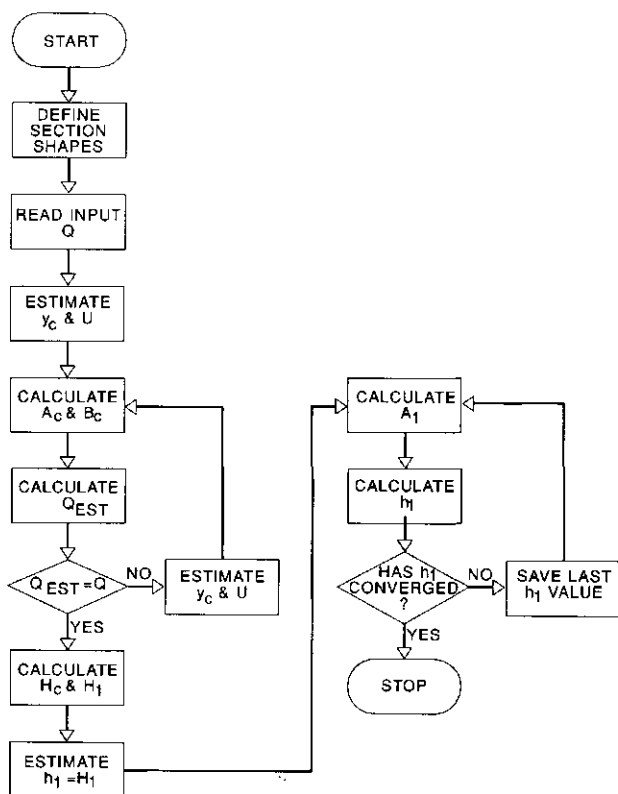 START
DEFINE
SECTION
SHAPES
READ INPUT
Q
ESTIMATE
y_c & U
CALCULATE
A_c & B_c
CALCULATE
Q_EST
Q_EST = Q
NO
ESTIMATE
y_c & U
YES
CALCULATE
H_c & H_1
ESTIMATE
h_1 = H_1
CALCULATE
A_1
CALCULATE
h_1
HAS h_1
CONVERGED
?
NO
SAVE LAST
h_1 VALUE
YES
STOP